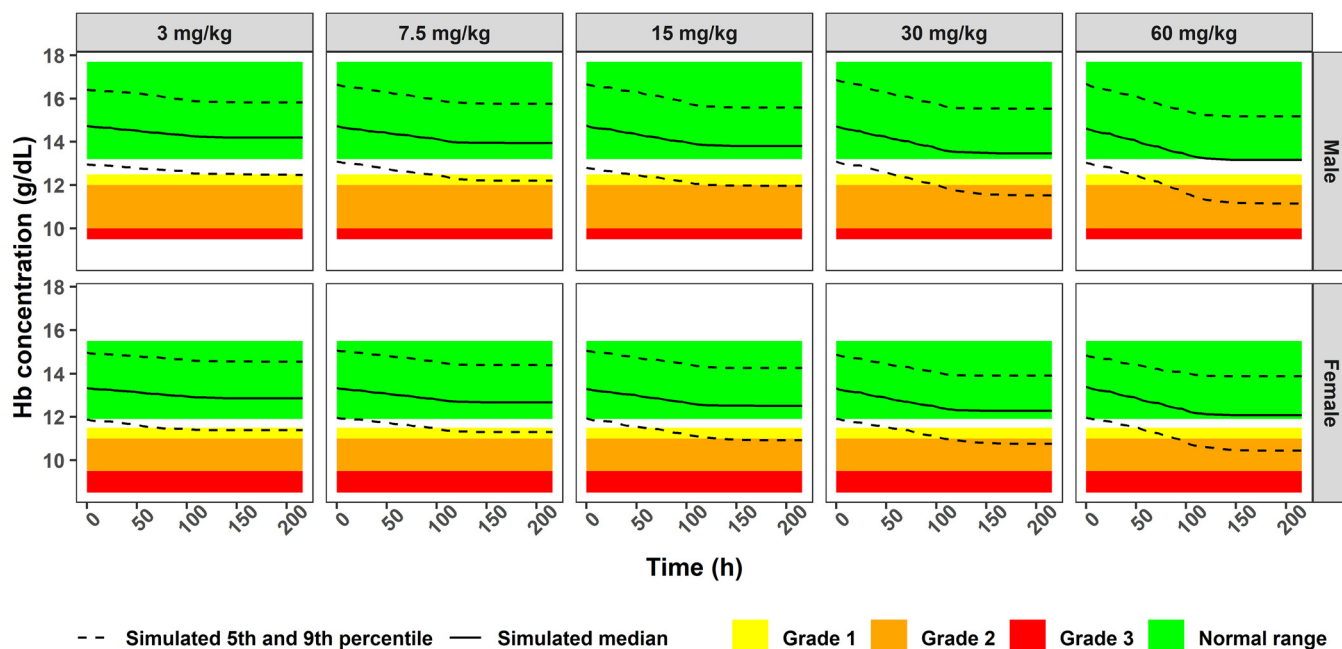 3 mg/kg 7.5 mg/kg 15 mg/kg 30 mg/kg 60 mg/kg
Hb concentration (g/dL)
18
16
14
12
10
Male
18
16
14
12
10
Female
0 50 100 150 200 0 50 100 150 200 0 50 100 150 200 0 50 100 150 200 0 50 100 150 200
Time (h)
Simulated 5th and 9th percentile Simulated median Grade 1 Grade 2 Grade 3 Normal range